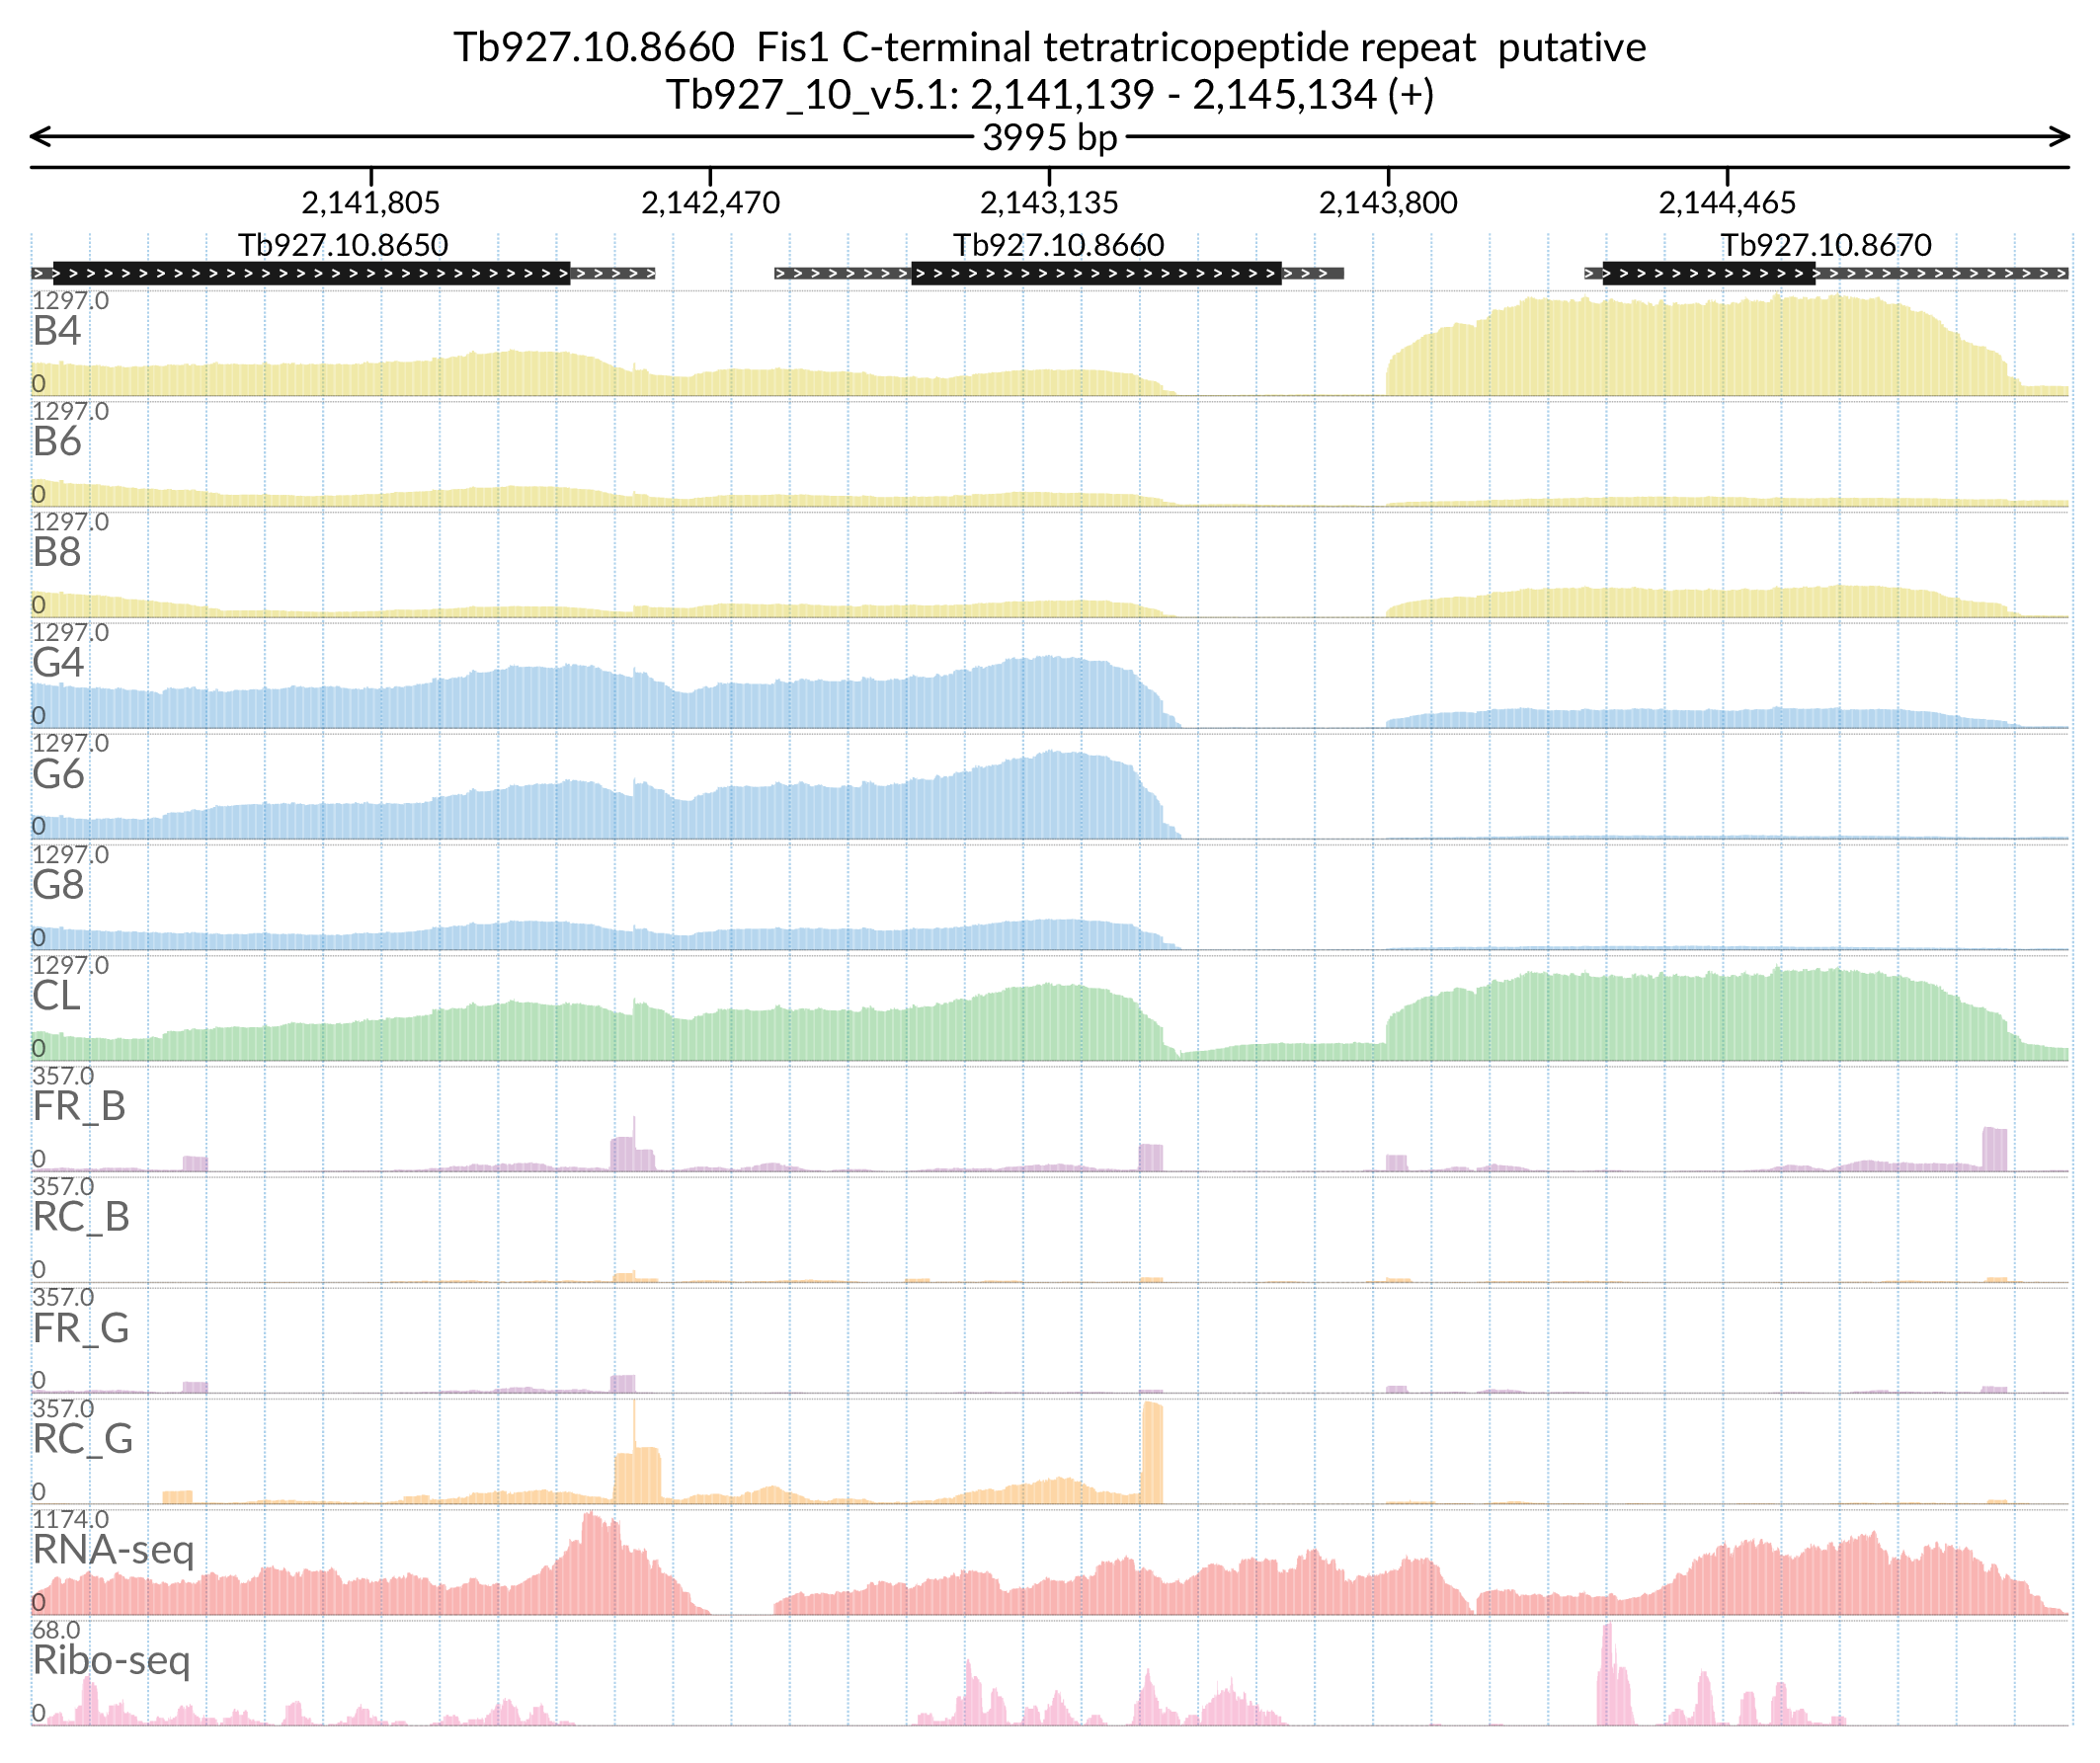 Tb927.10.8660  Fis1 C-terminal tetratricopeptide repeat  putative
Tb927_10_v5.1: 2,141,139 - 2,145,134 (+)
3995 bp
2,141,805 2,142,470 2,143,135 2,143,800 2,144,465
Tb927.10.8650 Tb927.10.8660 Tb927.10.8670
1297.0
B4
0
1297.0
B6
0
1297.0
B8
0
1297.0
G4
0
1297.0
G6
0
1297.0
G8
0
1297.0
CL
0
357.0
FR_B
0
357.0
RC_B
0
357.0
FR_G
0
357.0
RC_G
0
1174.0
RNA-seq
0
68.0
Ribo-seq
0